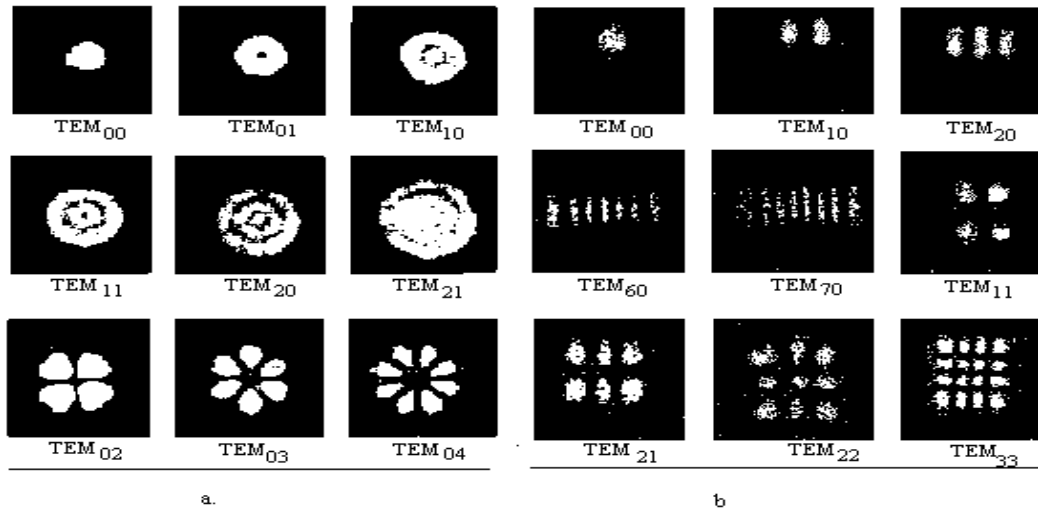 TEM00 TEM01 TEM10 TEM00 TEM10 TEM20
TEM11 TEM20 TEM21 TEM60 TEM70 TEM11
TEM02 TEM03 TEM04 TEM21 TEM22 TEM33
a. b